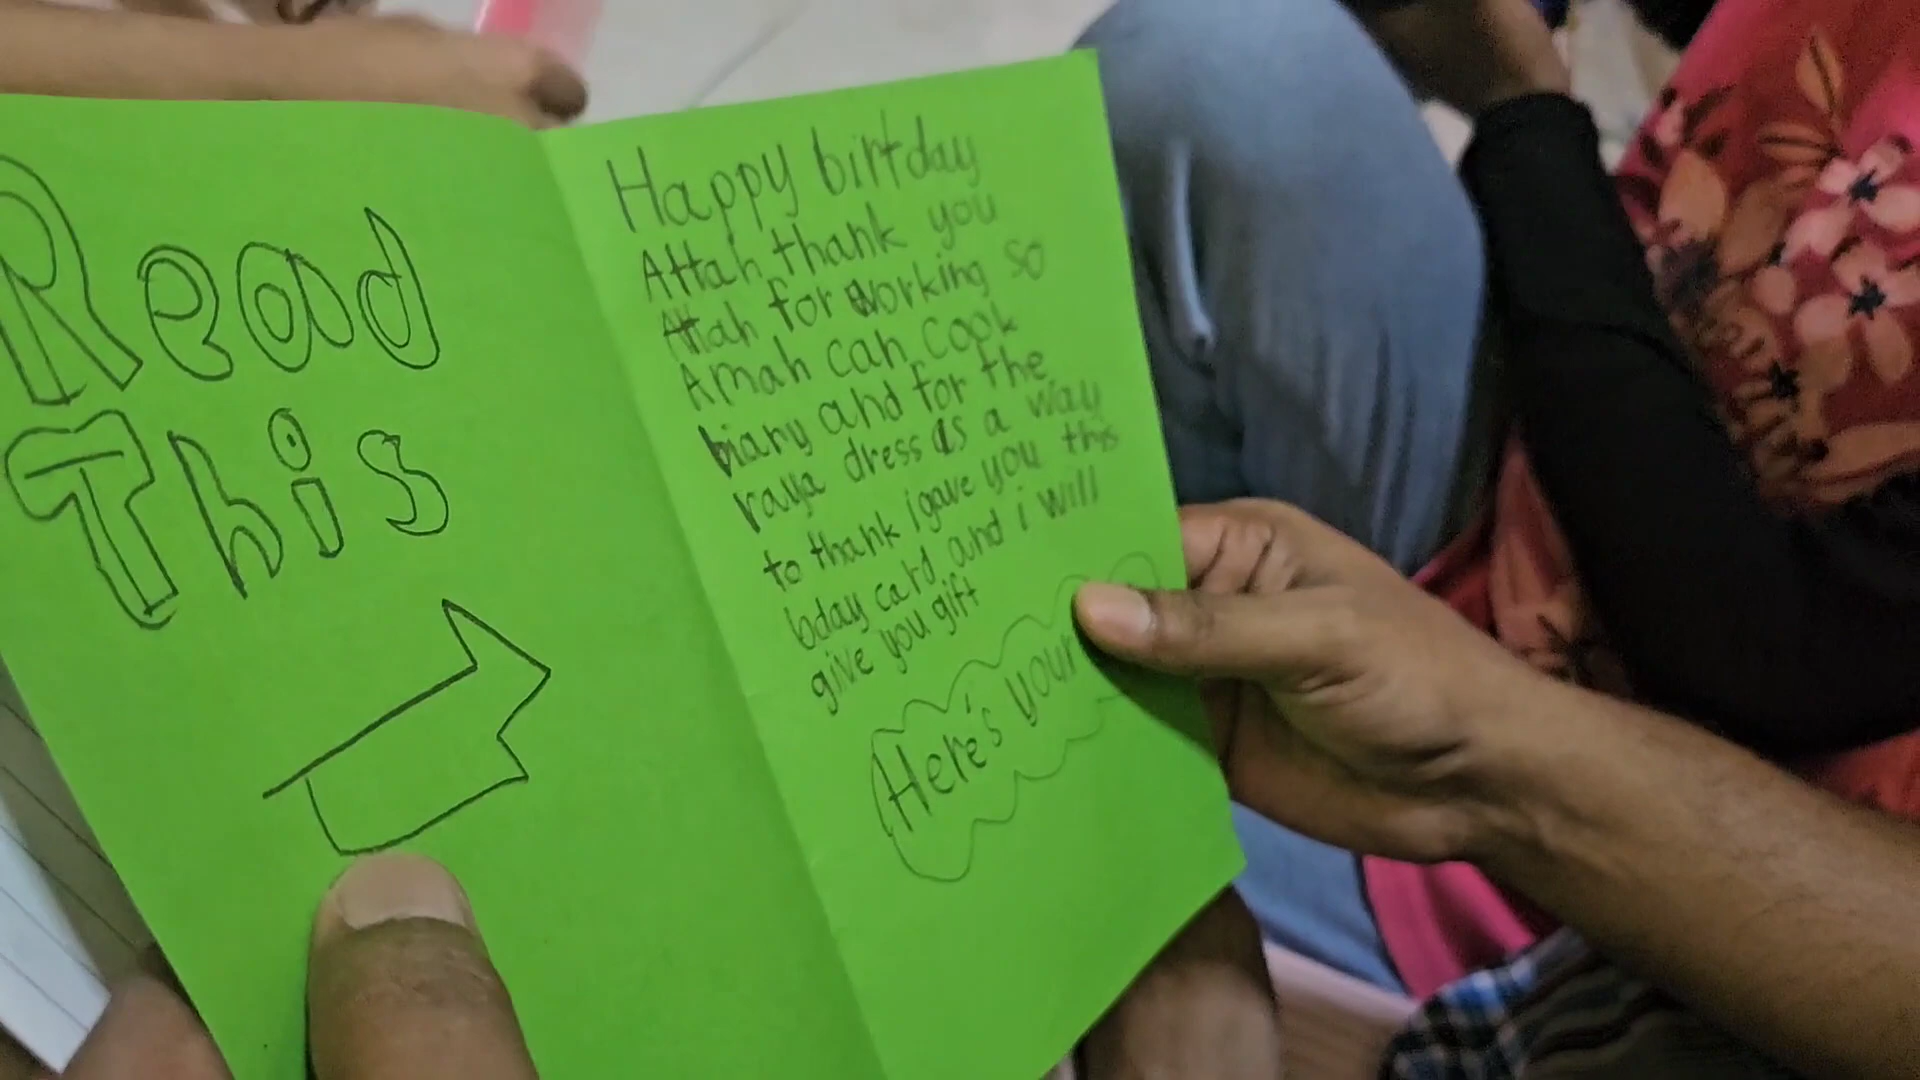 Read
This
Happy birtday
Attah thank you
Attah for working so
Amah can cook
biany and for the
raya dress as a way
to thank i gave you this
bday card and i will
give you gift
Here's your